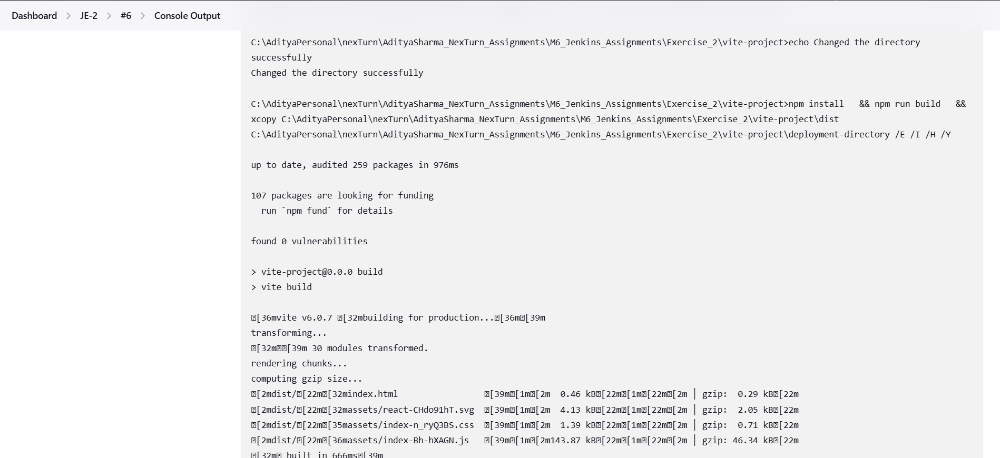 Dashboard > JE-2 > #6 > Console Output
C:\AdityaPersonal\nexTurn\AdityaSharma_NexTurn_Assignments\M6_Jenkins_Assignments\Exercise_2\vite-project>echo Changed the directory
successfully
Changed the directory successfully
C:\AdityaPersonal\nexTurn\AdityaSharma_NexTurn_Assignments\M6_Jenkins_Assignments\Exercise_2\vite-project>npm install   && npm run build   &&
xcopy C:\AdityaPersonal\nexTurn\AdityaSharma_NexTurn_Assignments\M6_Jenkins_Assignments\Exercise_2\vite-project\dist
C:\AdityaPersonal\nexTurn\AdityaSharma_NexTurn_Assignments\M6_Jenkins_Assignments\Exercise_2\vite-project\deployment-directory /E /I /H /Y
up to date, audited 259 packages in 976ms
107 packages are looking for funding
  run `npm fund` for details
found 0 vulnerabilities
> vite-project@0.0.0 build
> vite build
�[36mvite v6.0.7 �[32mbuilding for production...�[36m�[39m
transforming...
�[32m��[39m 30 modules transformed.
rendering chunks...
computing gzip size...
�[2mdist/�[22m�[32mindex.html                 �[39m�[1m�[2m  0.46 kB�[22m�[1m�[22m�[2m │ gzip:  0.29 kB�[22m
�[2mdist/�[22m�[32massets/react-CHdo91hT.svg  �[39m�[1m�[2m  4.13 kB�[22m�[1m�[22m�[2m │ gzip:  2.05 kB�[22m
�[2mdist/�[22m�[35massets/index-n_ryQ3BS.css  �[39m�[1m�[2m  1.39 kB�[22m�[1m�[22m�[2m │ gzip:  0.71 kB�[22m
�[2mdist/�[22m�[36massets/index-Bh-hXAGN.js   �[39m�[1m�[2m143.87 kB�[22m�[1m�[22m�[2m │ gzip: 46.34 kB�[22m
�[32m� built in 666ms�[39m